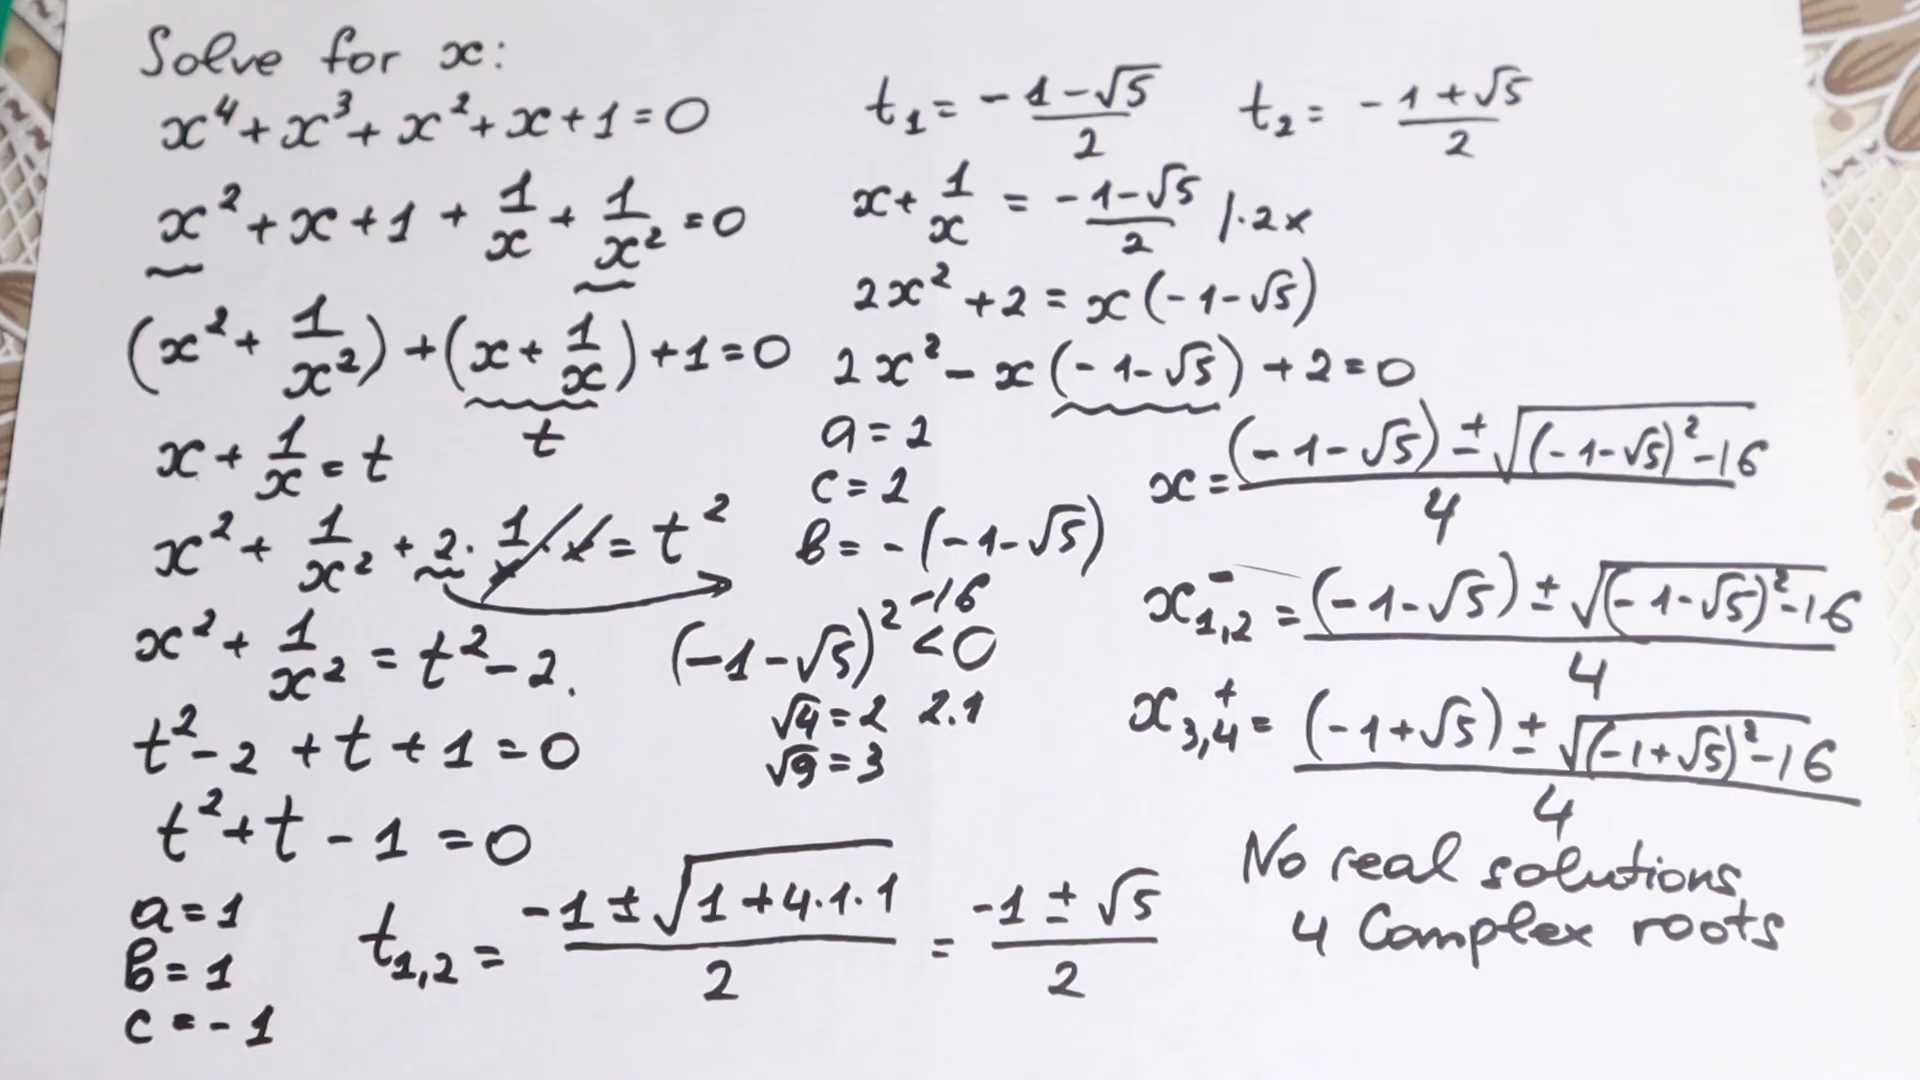 Solve for x:
x⁴+x³+x²+x+1=0
x²+x+1+1/x+1/x²=0
(x²+1/x²)+(x+1/x)+1=0
t
x+1/x=t
x²+1/x²+2·1/x·x=t²
x²+1/x²=t²-2.
t²-2+t+1=0
t²+t-1=0
a=1
b=1
c=-1
t₁,₂=(-1±√(1+4·1·1))/2=(-1±√5)/2
t₁=(-1-√5)/2 t₂=(-1+√5)/2
x+1/x=(-1-√5)/2 |·2x
2x²+2=x(-1-√5)
2x²-x(-1-√5)+2=0
a=2
c=2
b=-(-1-√5)
(-1-√5)²-16<0
√4=2 2.1
√9=3
x=((-1-√5)±√((-1-√5)²-16))/4
x⁻₁,₂=((-1-√5)±√((-1-√5)²-16))/4
x⁺₃,₄=((-1+√5)±√((-1+√5)²-16))/4
No real solutions
4 Complex roots